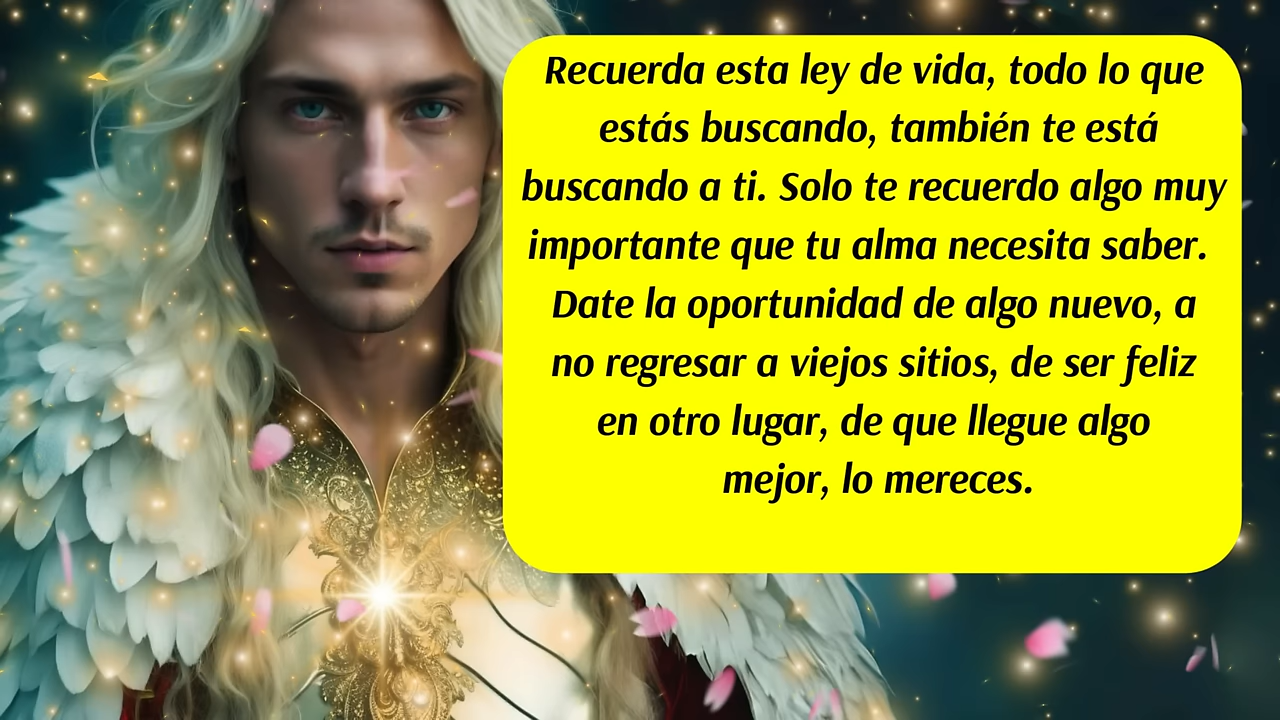 Recuerda esta ley de vida, todo lo que
estás buscando, también te está
buscando a ti. Solo te recuerdo algo muy
importante que tu alma necesita saber.
Date la oportunidad de algo nuevo, a
no regresar a viejos sitios, de ser feliz
en otro lugar, de que llegue algo
mejor, lo mereces.